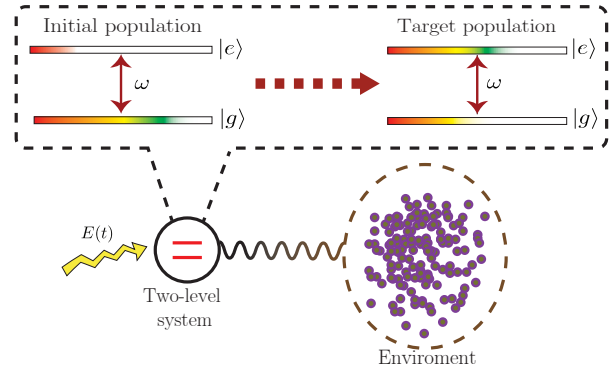 Initial population
Target population
|e⟩
|e⟩
ω
ω
|g⟩
|g⟩
E(t)
Two-level
system
Enviroment